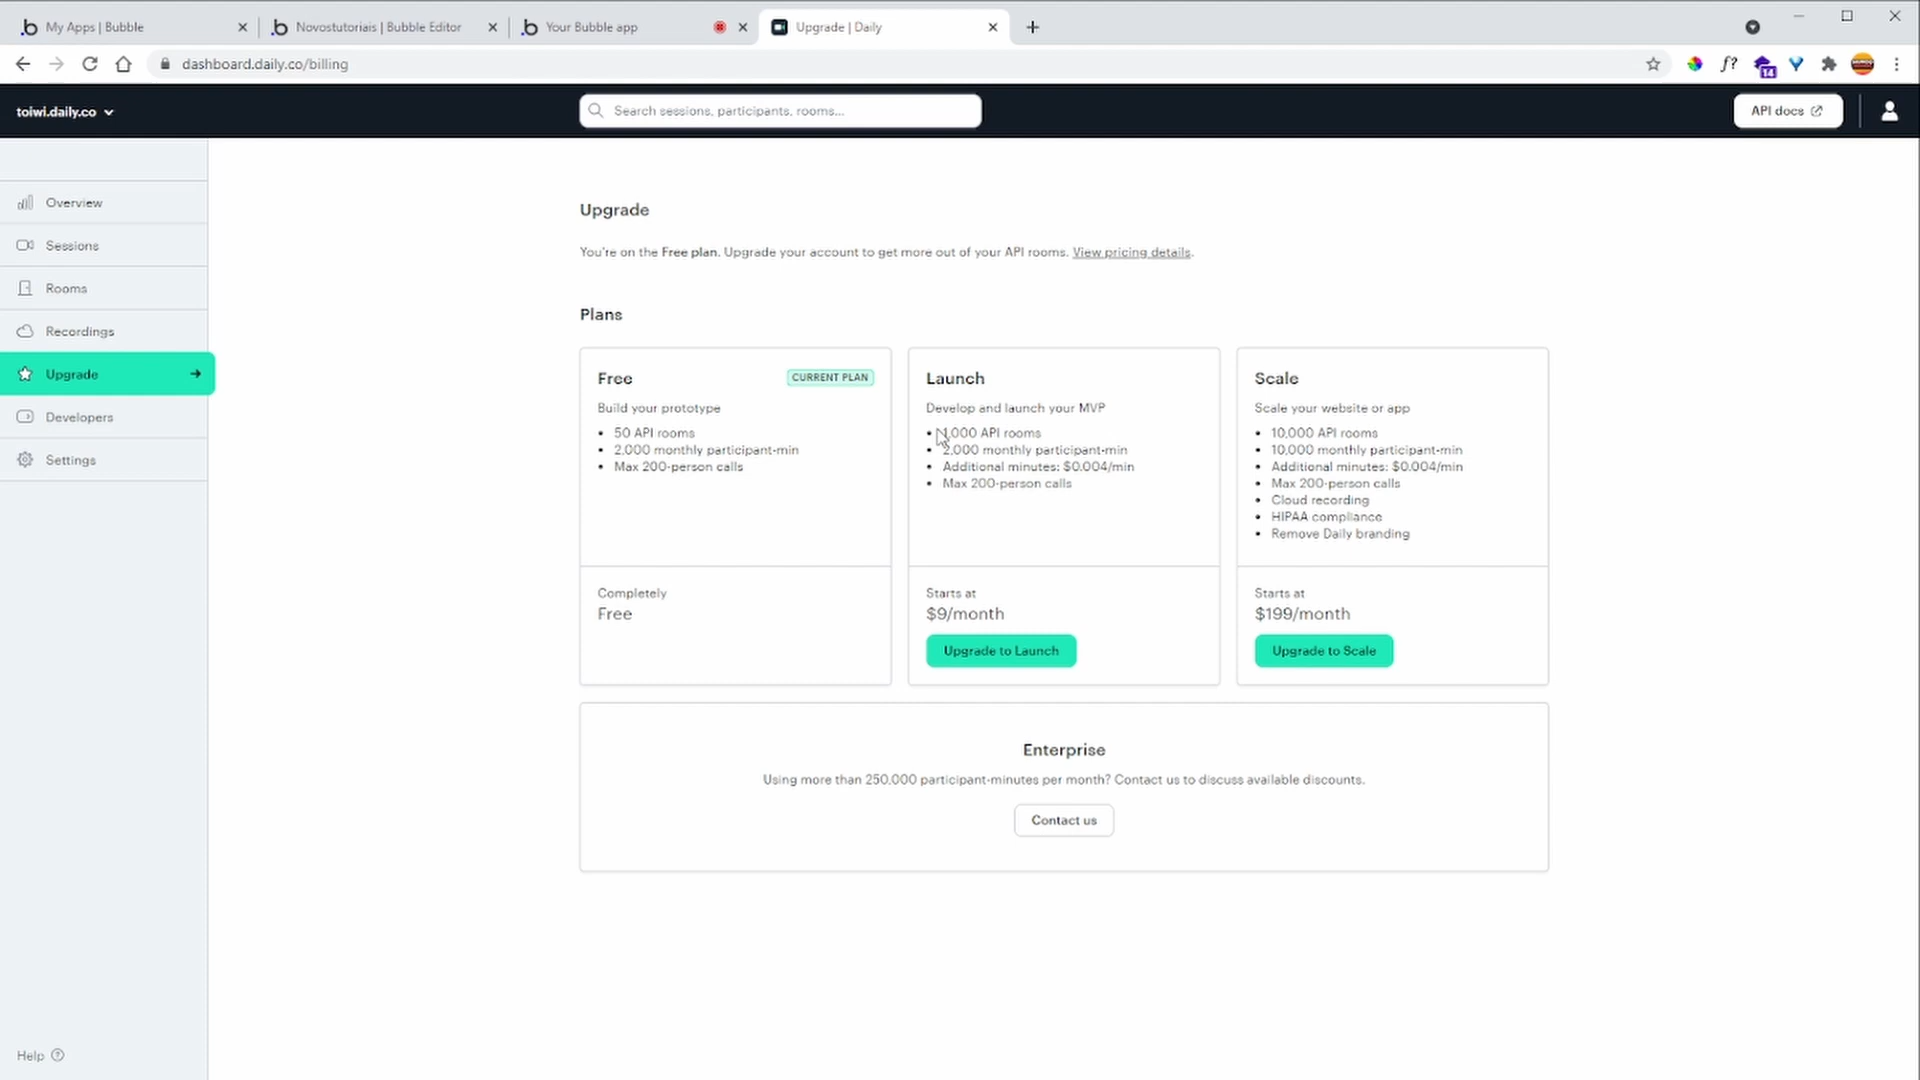 My Apps | Bubble
Novostutoriais | Bubble Editor
Your Bubble app
Upgrade | Daily
dashboard.daily.co/billing
f?
14
toiwi.daily.co
Search sessions, participants, rooms...
API docs
Overview
Sessions
Rooms
Recordings
Upgrade
Developers
Settings
Help
Upgrade
You're on the Free plan. Upgrade your account to get more out of your API rooms. View pricing details.
Plans
Free
CURRENT PLAN
Build your prototype
• 50 API rooms
• 2,000 monthly participant-min
• Max 200-person calls
Completely
Free
Launch
Develop and launch your MVP
• 1,000 API rooms
• 2,000 monthly participant-min
• Additional minutes: $0.004/min
• Max 200-person calls
Starts at
$9/month
Upgrade to Launch
Scale
Scale your website or app
• 10,000 API rooms
• 10,000 monthly participant-min
• Additional minutes: $0.004/min
• Max 200-person calls
• Cloud recording
• HIPAA compliance
• Remove Daily branding
Starts at
$199/month
Upgrade to Scale
Enterprise
Using more than 250,000 participant-minutes per month? Contact us to discuss available discounts.
Contact us